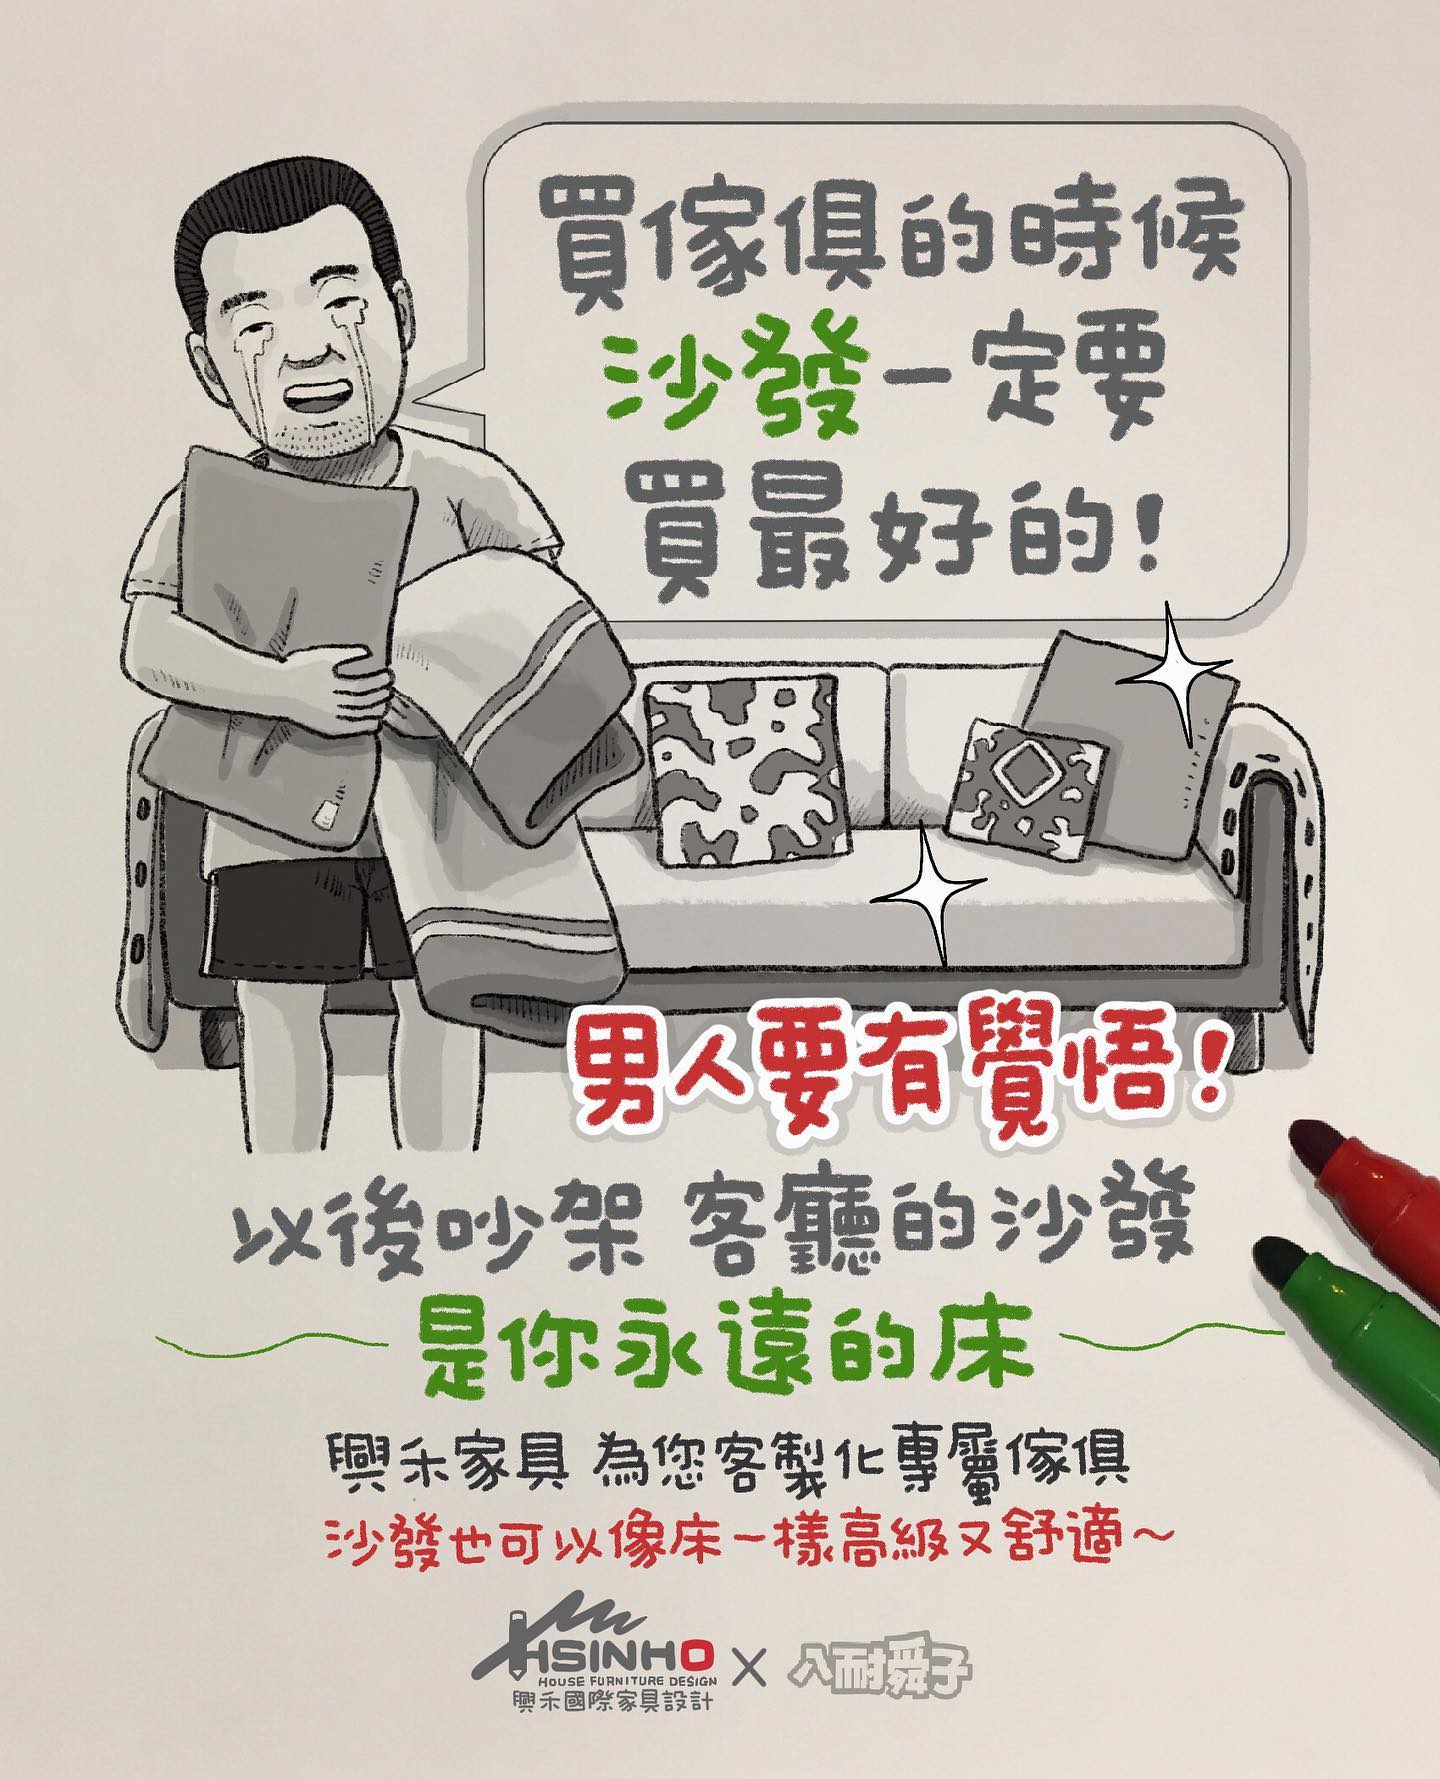 買傢俱的時候
沙發一定要
買最好的!
男人要有覺悟!
以後吵架 客廳的沙發
是你永遠的床
興禾家具 為您客製化專屬傢俱
沙發也可以像床一樣高級又舒適~
HSINHO X 八耐舜子
HOUSE FURNITURE DESIGN
興禾國際家具設計